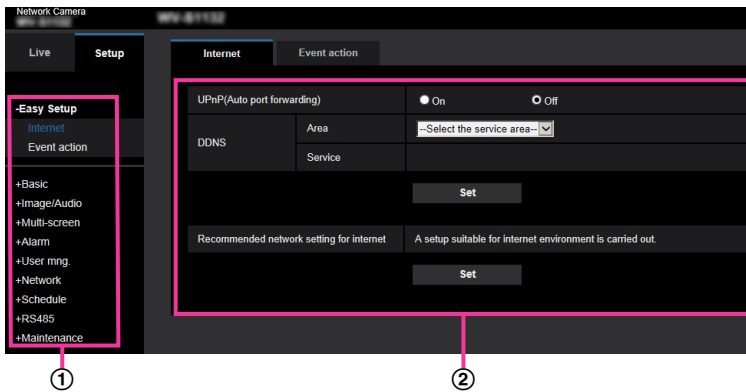 Network Camera
WV-S1132
Live
Setup
Internet
Event action
-Easy Setup
Internet
Event action
+Basic
+Image/Audio
+Multi-screen
+Alarm
+User mng.
+Network
+Schedule
+RS485
+Maintenance
UPnP(Auto port forwarding)
On
Off
DDNS
Area
--Select the service area--
Service
Set
Recommended network setting for internet
A setup suitable for internet environment is carried out.
Set
①
②